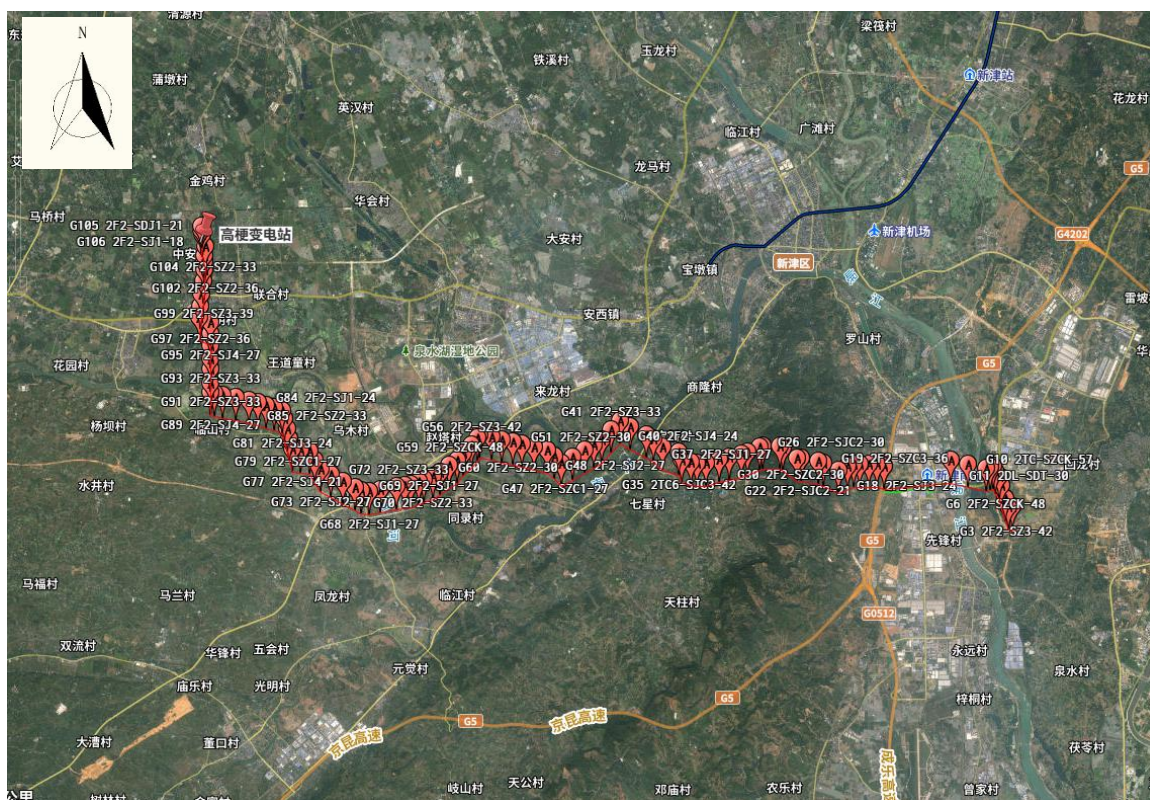 清源村
梁筏村
N
玉龙村
铁溪村
新津站
蒲墩村
花龙村
英汉村
广滩村
临江村
龙马村
G5
金鸡村
华会村
马桥村
G105 2F2-SDJ1-21
高梗变电站
新津机场
G4202
G106 2F2-SJ1-18
大安村
中安
新津区
宝墩镇
G104 2F2-SZ2-33
G102 2F2-SZ2-36
联合村
雷坡
G99 2F2-SZ3-39
安西镇
G97 2F2-SZ2-36
罗山村
G95 2F2-SJ4-27
泉水湖湿地公园
花园村
王道童村
G5
G93 2F2-SZ3-33
来龙村
商隆村
G91 2F2-SZ3-33
G84 2F2-SJ1-24
G85 2F2-SZ2-33
G41 2F2-SZ3-33
杨坝村
G89 2F2-SJ4-27
临山村
乌木村
G56 2F2-SZ3-42
赵塔村
G51 2F2-SZ2-30
G40
2F2-SJ4-24
G81 2F2-SJ3-24
G59 2F2-SZCK-48
G26 2F2-SJC2-30
G79 2F2-SZC1-27
G72 2F2-SZ3-33
G60 2F2-SZ2-30
G48 2F2-SJ2-27
G37 2F2-SJ1-27
G19 2F2-SZC3-36
G10 2TC-SZCK-57
G77 2F2-SJ4-21
G69 2F2-SJ1-27
G47 2F2-SZC1-27
G35 2TC6-SJC3-42
G30 2F2-SZC2-30
G18 2F2-SJ3-24
G11 2DL-SDT-30
水井村
G73 2F2-SJ2-27
G70 2F2-SZ2-33
G22 2F2-SJC2-21
G6 2F2-SZCK-48
G68 2F2-SJ1-27
同录村
七星村
G3 2F2-SZ3-42
G5
先锋村
马福村
马兰村
凤龙村
临江村
天柱村
G0512
双流村
华锋村
五会村
永远村
元觉村
泉水村
庙乐村
光明村
G5
梓桐村
G5
京昆高速
京昆高速
大漕村
董口村
茯苓村
成乐高速
岐山村
天公村
邓庙村
农乐村
曾家村
公里